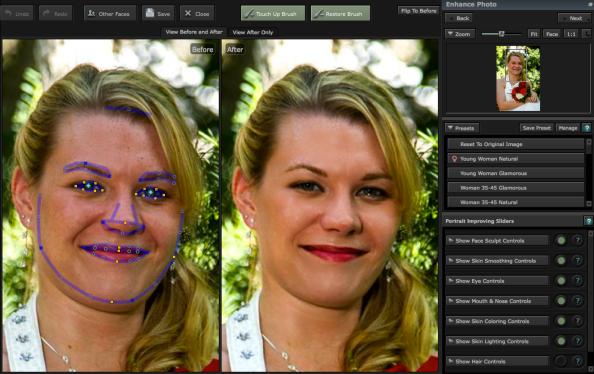 Undo
Redo
Other Faces
Save
Close
Touch Up Brush
Restore Brush
Flip To Before
View Before and After
View After Only
Before
After
Enhance Photo
Back
Next
Zoom
Fit
Face
1:1
Presets
Save Preset
Manage
?
Reset To Original Image
Young Woman Natural
Young Woman Glamorous
Woman 35-45 Glamorous
Woman 35-45 Natural
Portrait Improving Sliders
?
Show Face Sculpt Controls
?
Show Skin Smoothing Controls
?
Show Eye Controls
?
Show Mouth & Nose Controls
?
Show Skin Coloring Controls
?
Show Skin Lighting Controls
?
Show Hair Controls
?